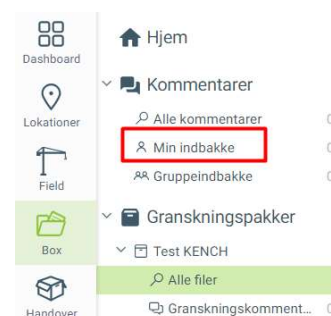 Dashboard
Lokationer
Field
Box
Handover
Hjem
Kommentarer
Alle kommentarer
Min indbakke
Gruppeindbakke
Granskningspakker
Test KENCH
Alle filer
Granskningskomment...